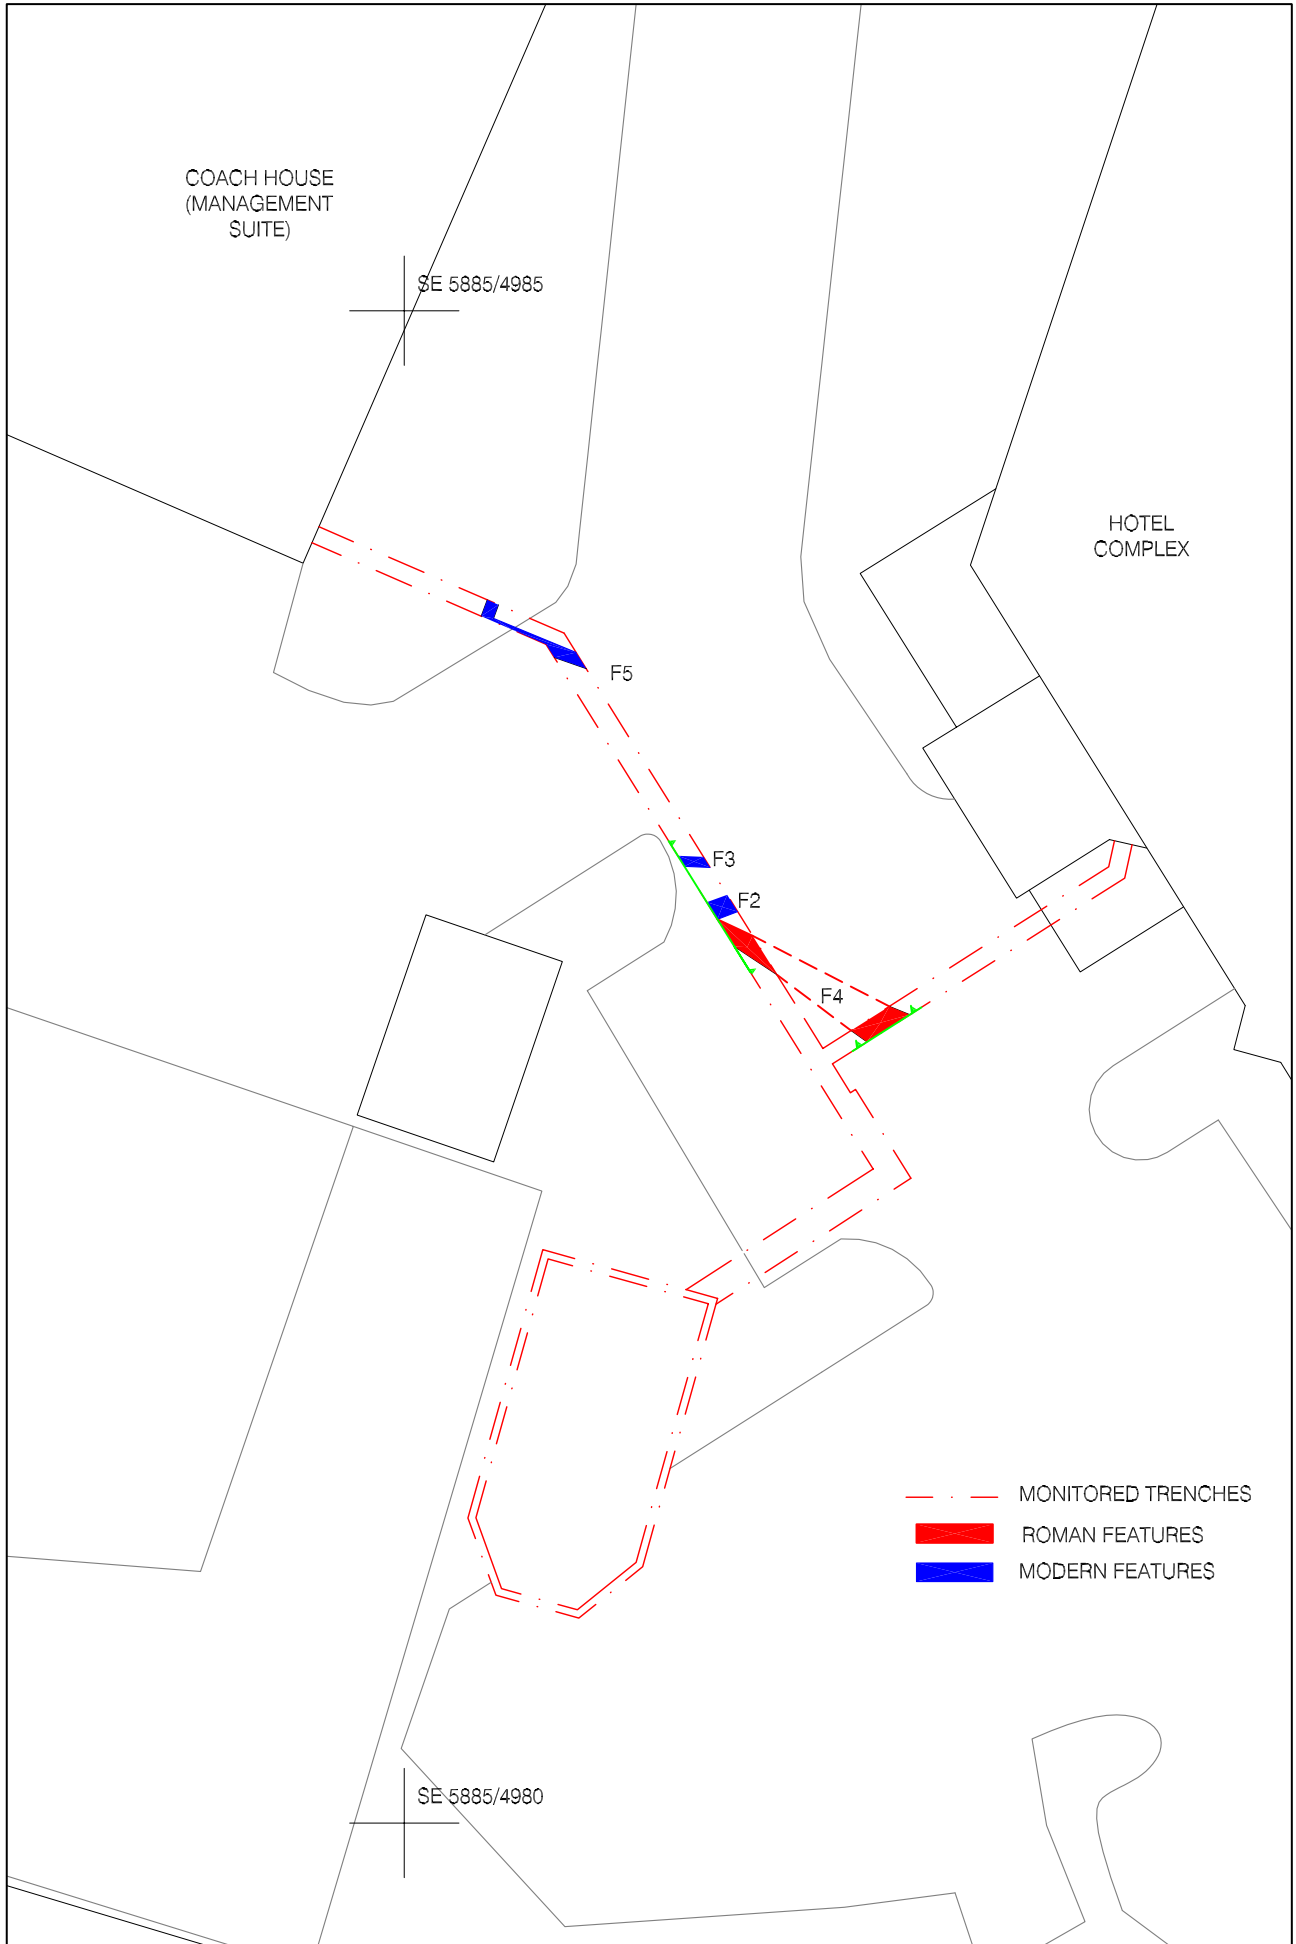 COACH HOUSE
(MANAGEMENT
SUITE)
SE 5885/4985
HOTEL
COMPLEX
F5
F3
F2
F4
MONITORED TRENCHES
ROMAN FEATURES
MODERN FEATURES
SE 5885/4980